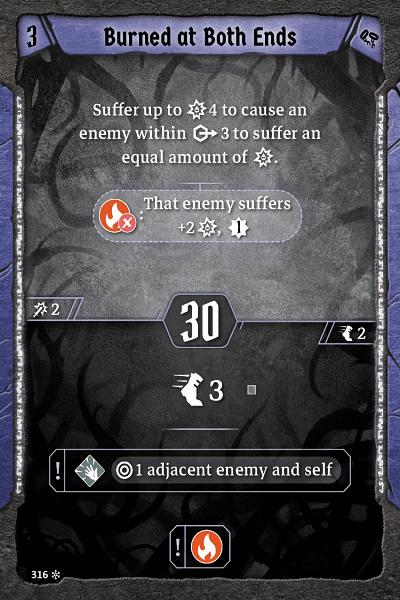 3
Burned at Both Ends
Suffer up to 4 to cause an
enemy within 3 to suffer an
equal amount of .
: That enemy suffers
+2 , 1
2
30
2
3
! 1 adjacent enemy and self
!
316